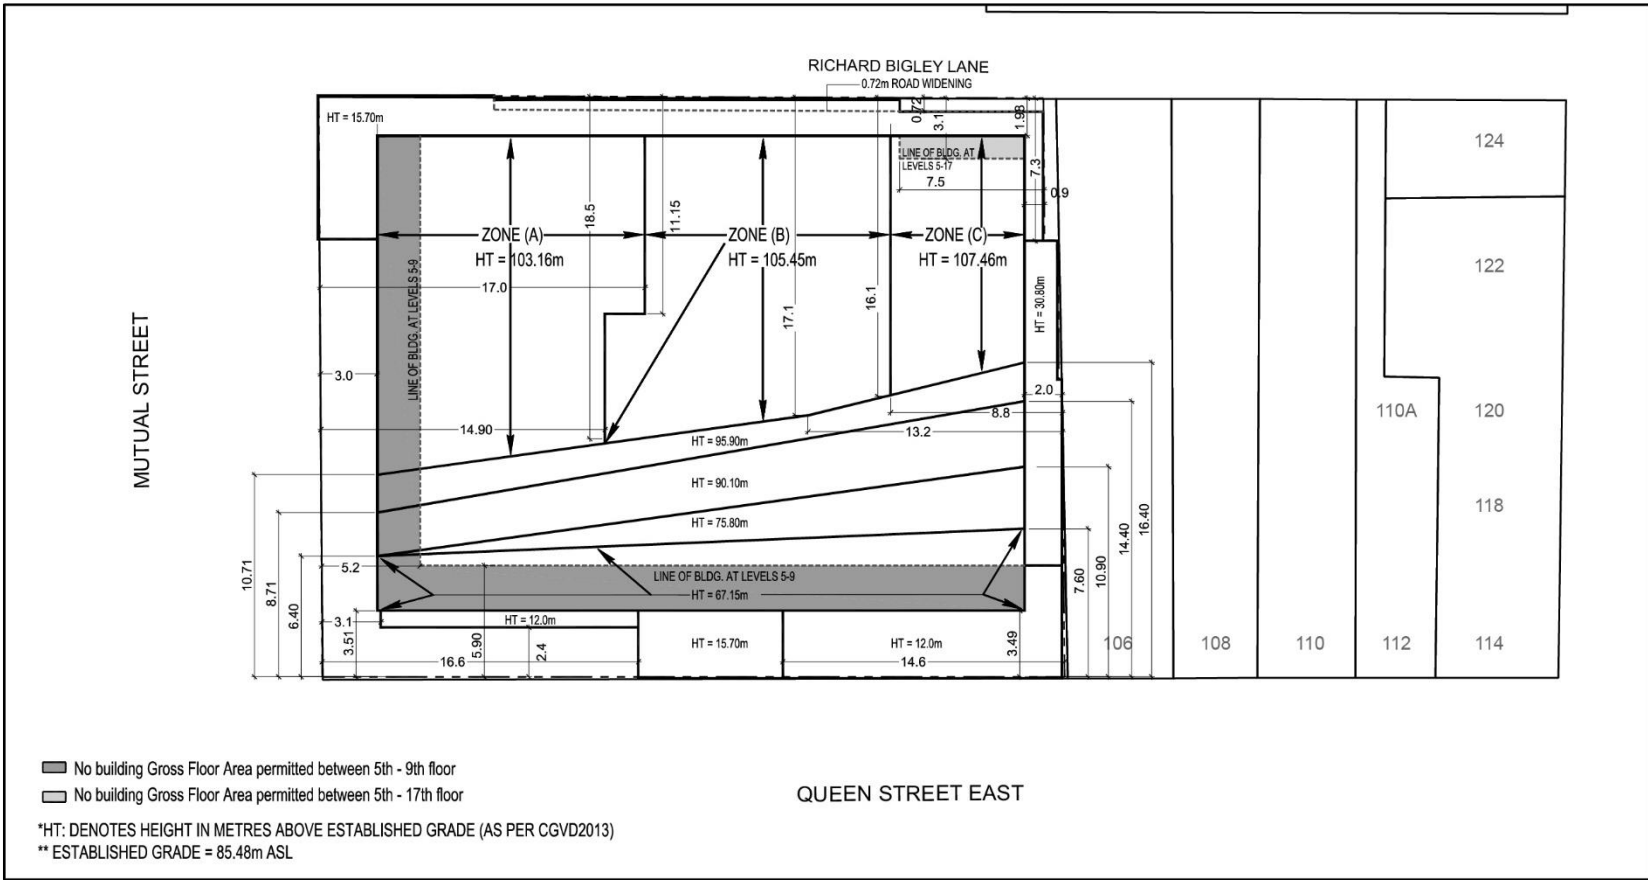 RICHARD BIGLEY LANE
0.72m ROAD WIDENING
HT = 15.70m
0.72
3.1
1.98
LINE OF BLDG. AT
LEVELS 5-17
7.5
7.3
0.9
18.5
11.15
ZONE (A)
HT = 103.16m
ZONE (B)
HT = 105.45m
ZONE (C)
HT = 107.46m
17.0
17.1
16.1
HT = 30.80m
LINE OF BLDG. AT LEVELS 5-9
3.0
2.0
8.8
14.90
13.2
HT = 95.90m
HT = 90.10m
HT = 75.80m
10.71
8.71
6.40
5.2
LINE OF BLDG. AT LEVELS 5-9
HT = 67.15m
7.60
10.90
14.40
16.40
3.1
3.51
HT = 12.0m
5.90
2.4
16.6
HT = 15.70m
HT = 12.0m
14.6
3.49
MUTUAL STREET
124
122
110A
120
118
106
108
110
112
114
No building Gross Floor Area permitted between 5th - 9th floor
No building Gross Floor Area permitted between 5th - 17th floor
QUEEN STREET EAST
*HT: DENOTES HEIGHT IN METRES ABOVE ESTABLISHED GRADE (AS PER CGVD2013)
** ESTABLISHED GRADE = 85.48m ASL